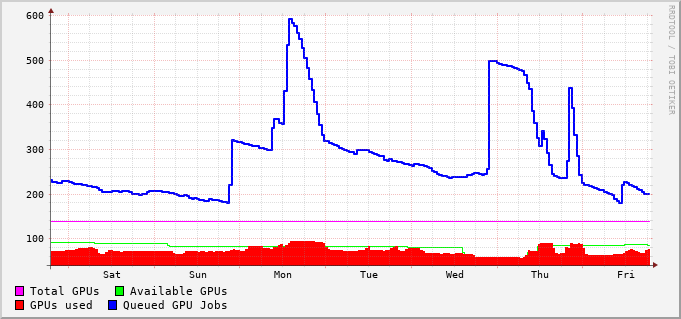 RRDTOOL / TOBI OETIKER
600
500
400
300
200
100
Sat Sun Mon Tue Wed Thu Fri
Total GPUs Available GPUs
GPUs used Queued GPU Jobs